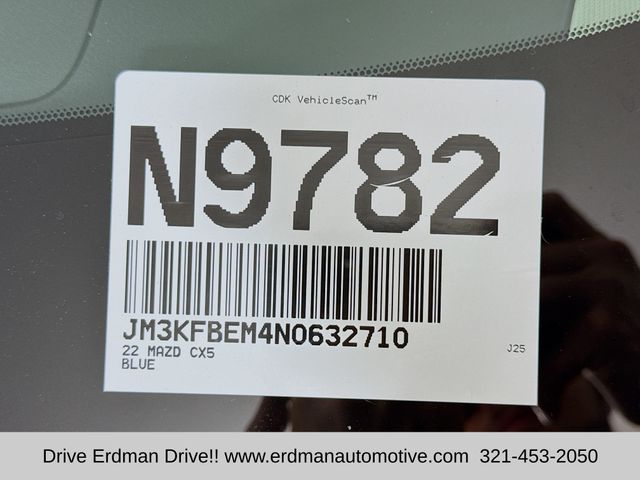 CDK VehicleScan™
N9782
JM3KFBEM4N0632710
22 MAZD CX5
BLUE
J25
Drive Erdman Drive!! www.erdmanautomotive.com 321-453-2050